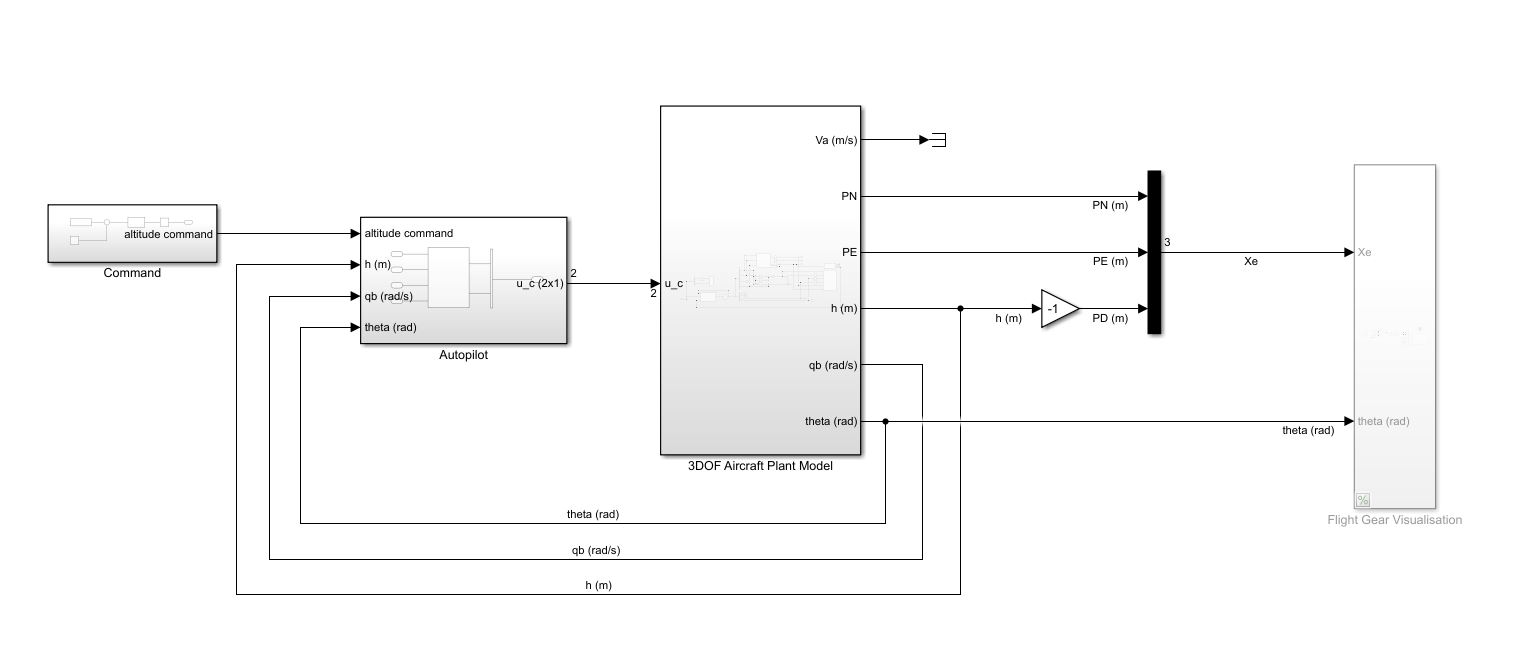 altitude command
Command
altitude command
h (m)
qb (rad/s)
theta (rad)
u_c (2x1)
Autopilot
2
2
u_c
Va (m/s)
PN
PE
h (m)
qb (rad/s)
theta (rad)
3DOF Aircraft Plant Model
PN (m)
PE (m)
h (m)
-1
PD (m)
3
Xe
theta (rad)
Xe
theta (rad)
%
Flight Gear Visualisation
theta (rad)
qb (rad/s)
h (m)